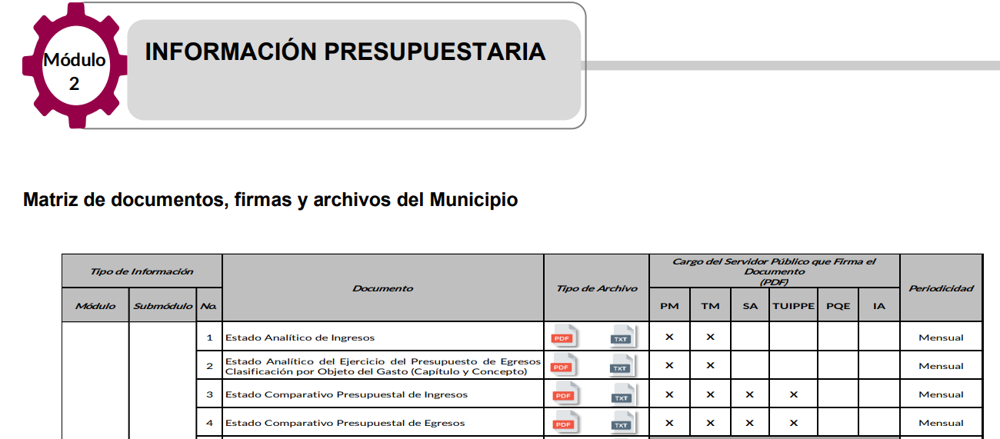 Módulo
2
INFORMACIÓN PRESUPUESTARIA
Matriz de documentos, firmas y archivos del Municipio
Tipo de Información
Documento
Tipo de Archivo
Cargo del Servidor Público que Firma el
Documento
(PDF)
Periodicidad
Módulo Submódulo No.
PM TM SA TUIPPE PQE IA
1 Estado Analítico de Ingresos PDF TXT X X Mensual
2 Estado Analítico del Ejercicio del Presupuesto de Egresos
Clasificación por Objeto del Gasto (Capítulo y Concepto) PDF TXT X X Mensual
3 Estado Comparativo Presupuestal de Ingresos PDF TXT X X X X Mensual
4 Estado Comparativo Presupuestal de Egresos PDF TXT X X X X Mensual